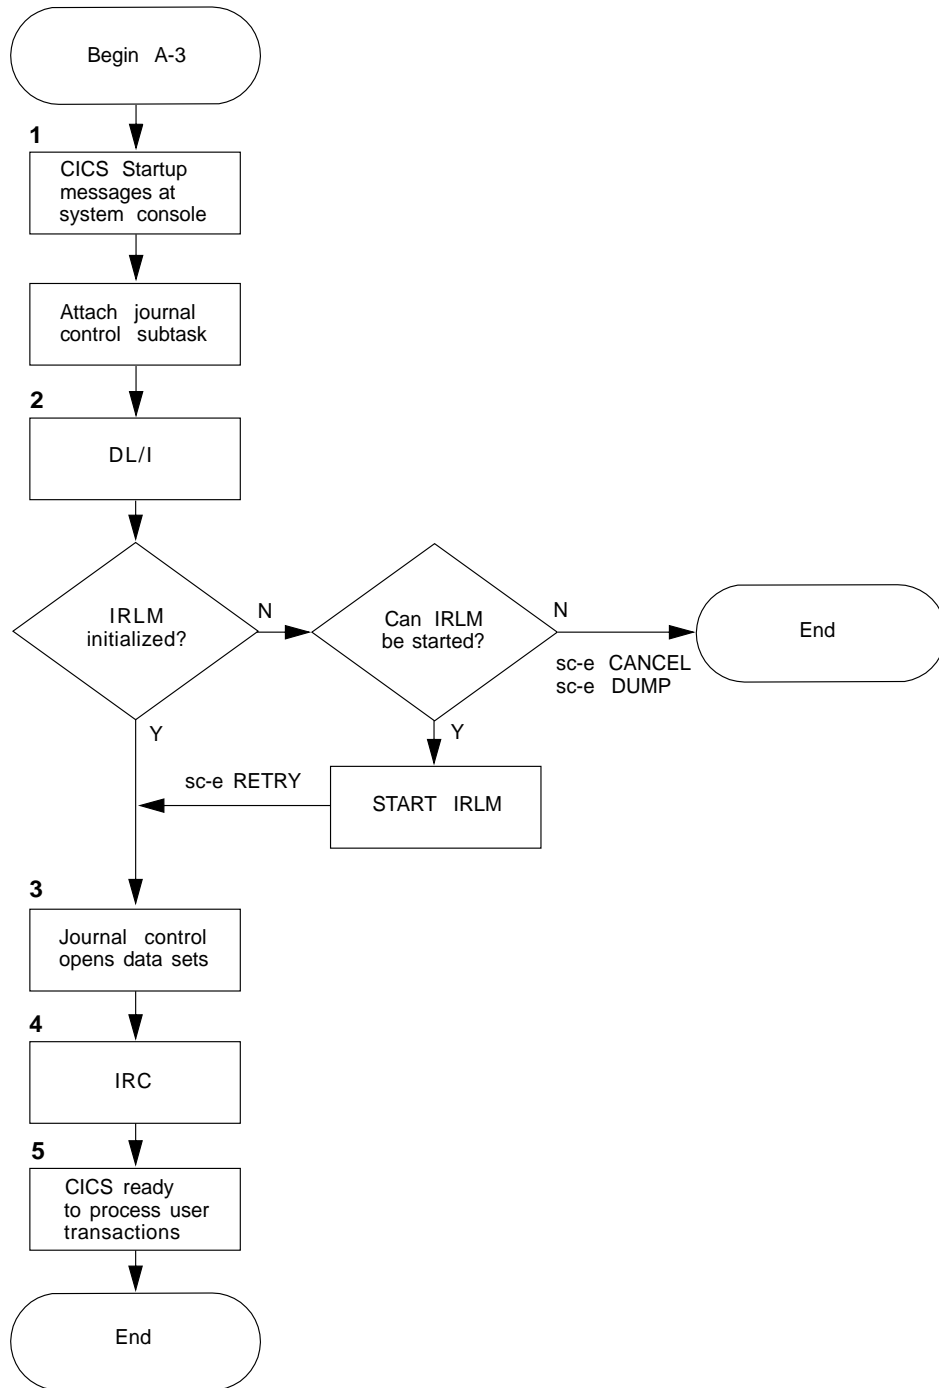 Begin A-3
1
CICS Startup
messages at
system console
Attach journal
control subtask
2
DL/I
IRLM
initialized?
N
Can IRLM
be started?
N
sc-e CANCEL
sc-e DUMP
End
Y
Y
sc-e RETRY
START IRLM
3
Journal control
opens data sets
4
IRC
5
CICS ready
to process user
transactions
End